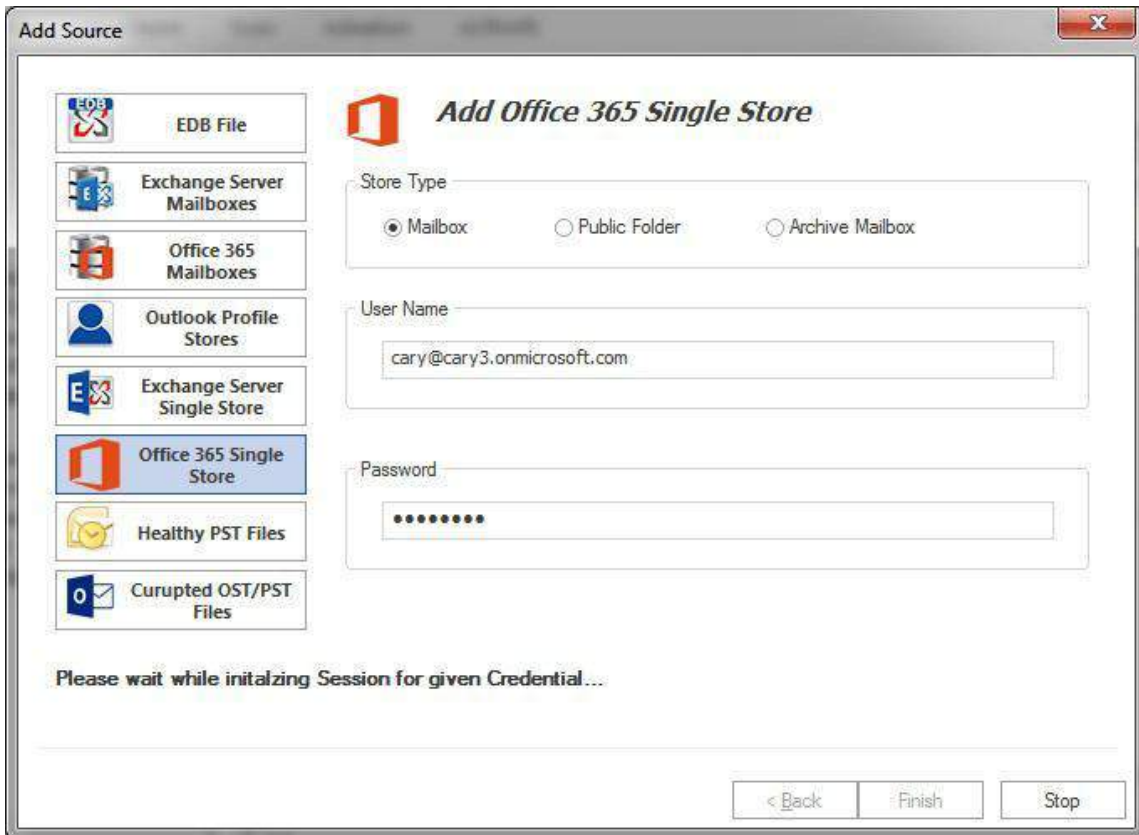 Add Source
EDB
EDB File
Exchange Server
Mailboxes
Office 365
Mailboxes
Outlook Profile
Stores
Exchange Server
Single Store
Office 365 Single
Store
Healthy PST Files
Curupted OST/PST
Files
Add Office 365 Single Store
Store Type
Mailbox
Public Folder
Archive Mailbox
User Name
cary@cary3.onmicrosoft.com
Password
••••••••
Please wait while initalzing Session for given Credential...
< Back
Finish
Stop